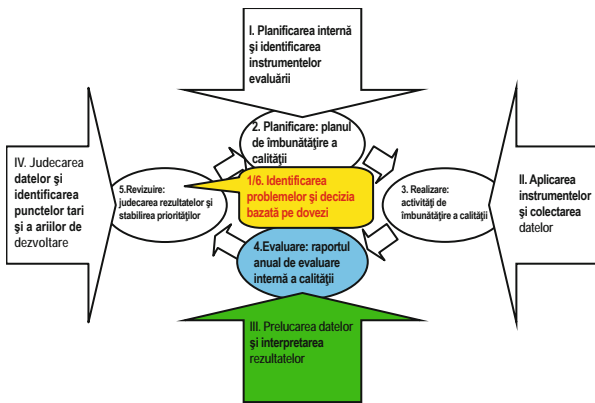 I. Planificarea internă
şi identificarea
instrumentelor
evaluării
2. Planificare: planul
de îmbunătăţire a
calităţii
IV. Judecarea
datelor şi
identificarea
punctelor tari
şi a ariilor de
dezvoltare
5.Revizuire:
judecarea rezultatelor şi
stabilirea priorităţilor
1/6. Identificarea
problemelor şi decizia
bazată pe dovezi
3. Realizare:
activităţi de
îmbunătăţire a calităţii
II. Aplicarea
instrumentelor
şi colectarea
datelor
4.Evaluare: raportul
anual de evaluare
internă a calităţii
III. Prelucarea datelor
şi interpretarea
rezultatelor